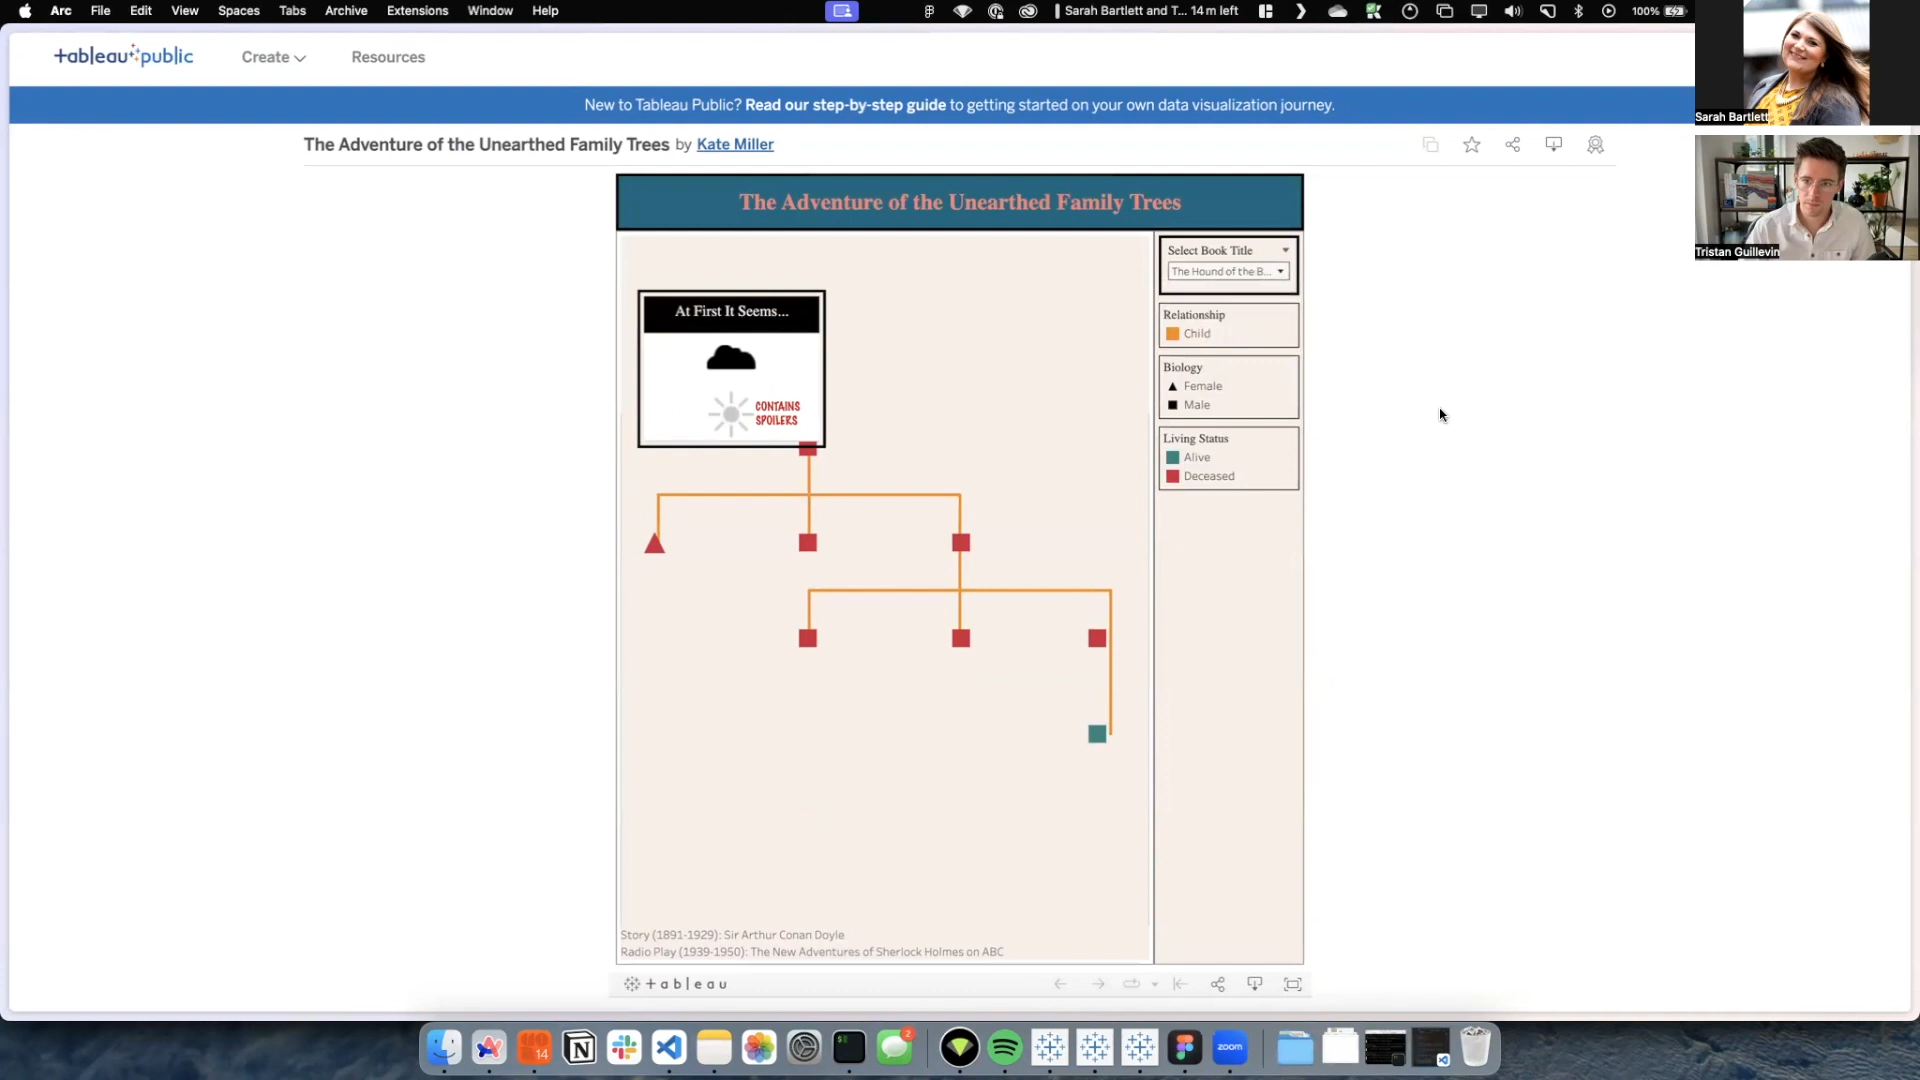 Arc File Edit View Spaces Tabs Archive Extensions Window Help
Sarah Bartlett and T... 14 m left
100%
+ableau+public
Create
Resources
New to Tableau Public? Read our step-by-step guide to getting started on your own data visualization journey.
The Adventure of the Unearthed Family Trees by Kate Miller
Sarah Bartlett
Tristan Guillevin
The Adventure of the Unearthed Family Trees
At First It Seems...
CONTAINS
SPOILERS
Select Book Title
The Hound of the B...
Relationship
Child
Biology
Female
Male
Living Status
Alive
Deceased
Story (1891-1929): Sir Arthur Conan Doyle
Radio Play (1939-1950): The New Adventures of Sherlock Holmes on ABC
+ableau
14
2
zoom